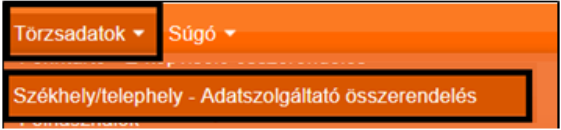 Törzsadatok Súgó
Székhely/telephely - Adatszolgáltató összerendelés